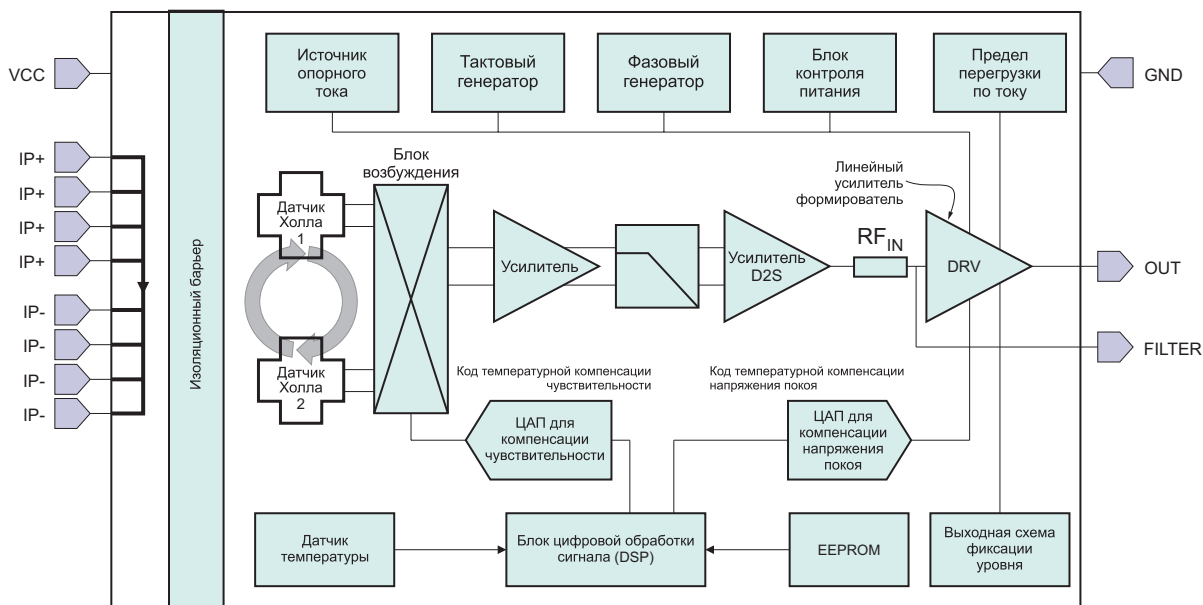 VCC
IP+
IP+
IP+
IP+
IP-
IP-
IP-
IP-
Изоляционный барьер
Источник
опорного
тока
Тактовый
генератор
Фазовый
генератор
Блок
контроля
питания
Предел
перегрузки
по току
GND
Блок
возбуждения
Датчик
Холла
1
Датчик
Холла
2
Усилитель
Усилитель
D2S
RF IN
Линейный
усилитель
формирователь
DRV
OUT
FILTER
Код температурной компенсации
чувствительности
Код температурной компенсации
напряжения покоя
ЦАП для
компенсации
чувствительности
ЦАП для
компенсации
напряжения
покоя
Датчик
температуры
Блок цифровой обработки
сигнала (DSP)
EEPROM
Выходная схема
фиксации
уровня